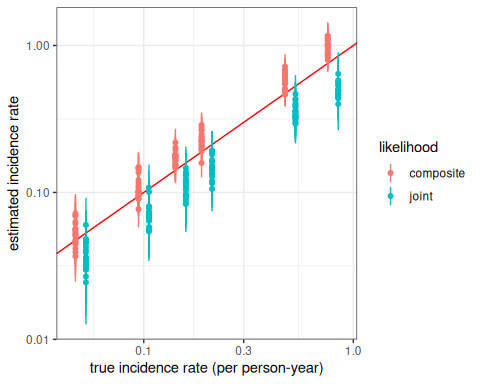 1.00
0.10
0.01
estimated incidence rate
0.1
0.3
1.0
true incidence rate (per person-year)
likelihood
composite
joint